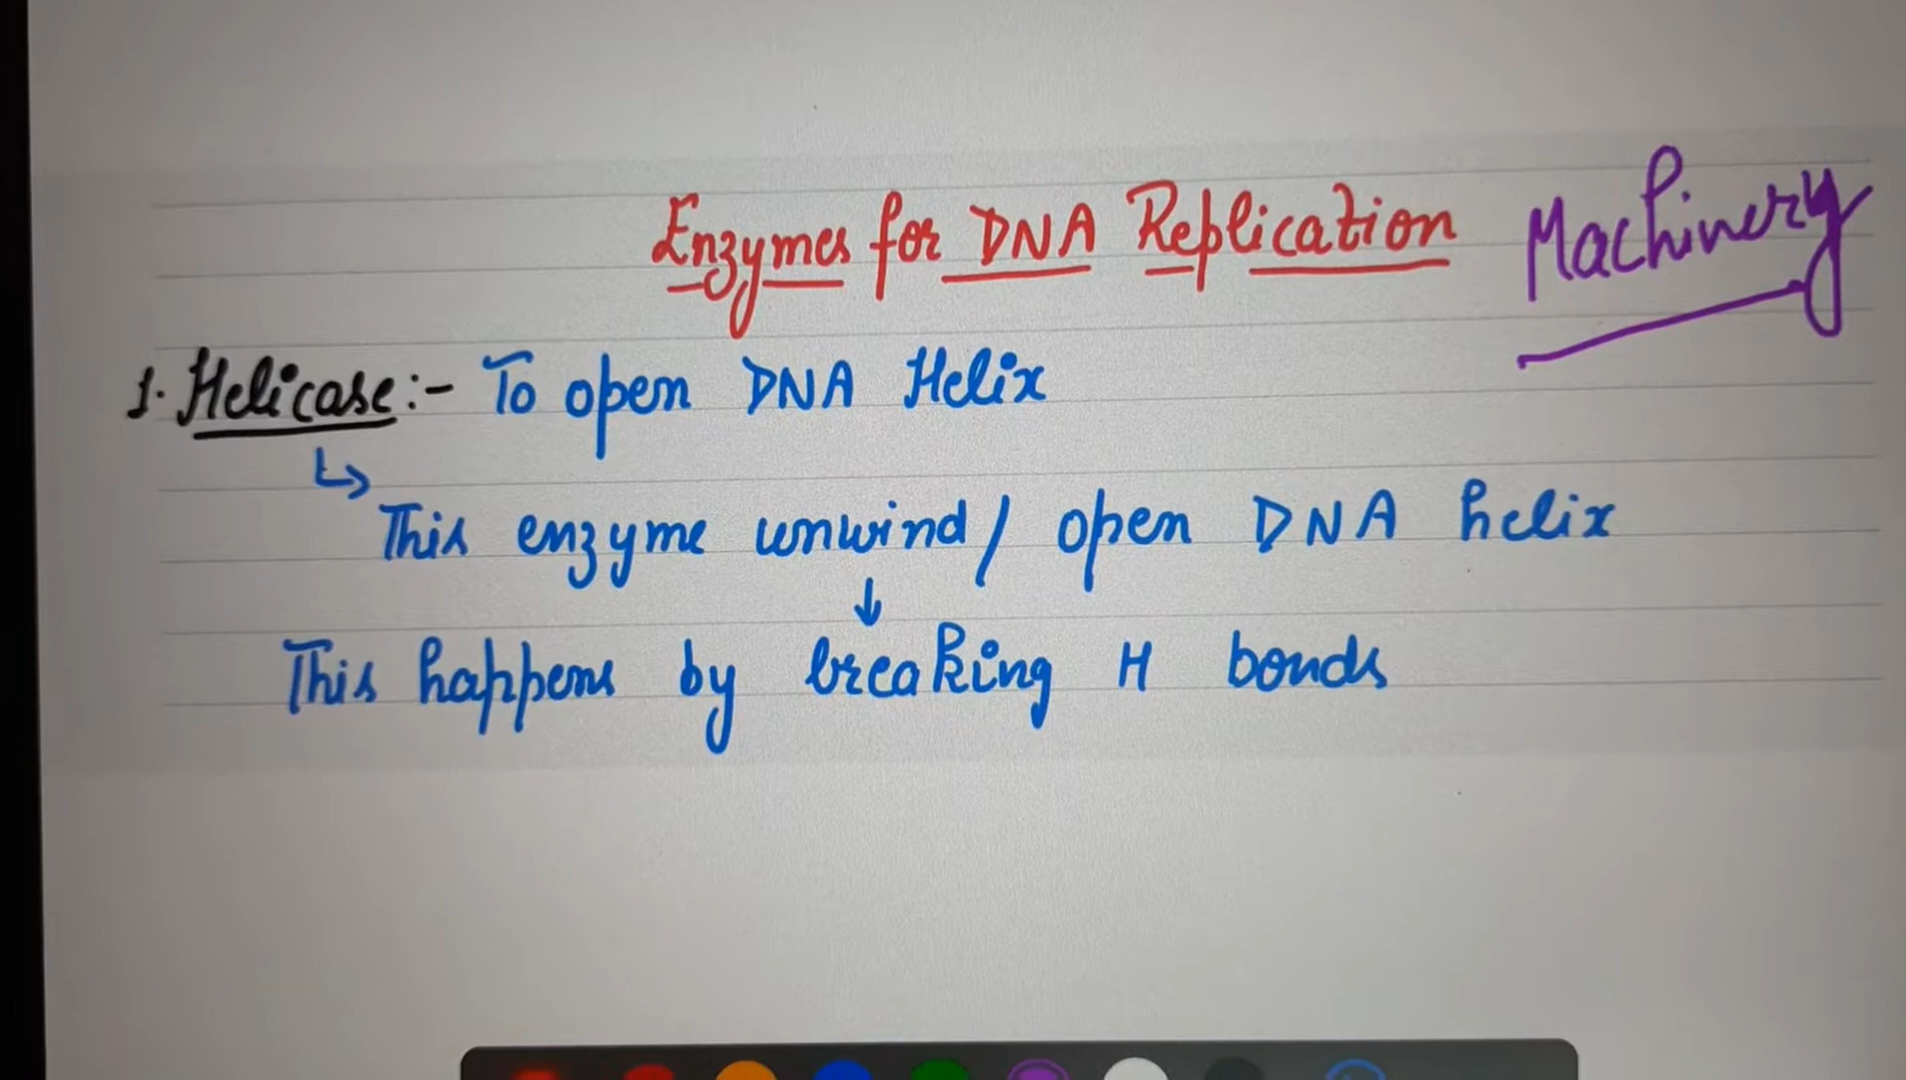 Enzymes for DNA Replication Machinery
1. Helicase:- To open DNA Helix
↳ This enzyme unwind / open DNA helix
↓
This happens by breaking H bonds